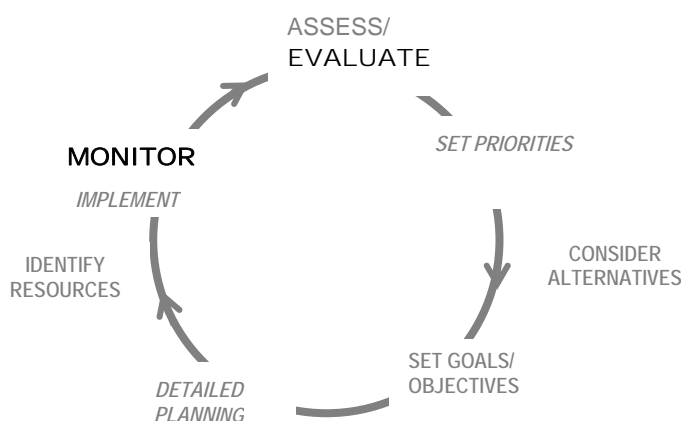 ASSESS/
EVALUATE
SET PRIORITIES
CONSIDER
ALTERNATIVES
SET GOALS/
OBJECTIVES
DETAILED
PLANNING
IDENTIFY
RESOURCES
IMPLEMENT
MONITOR